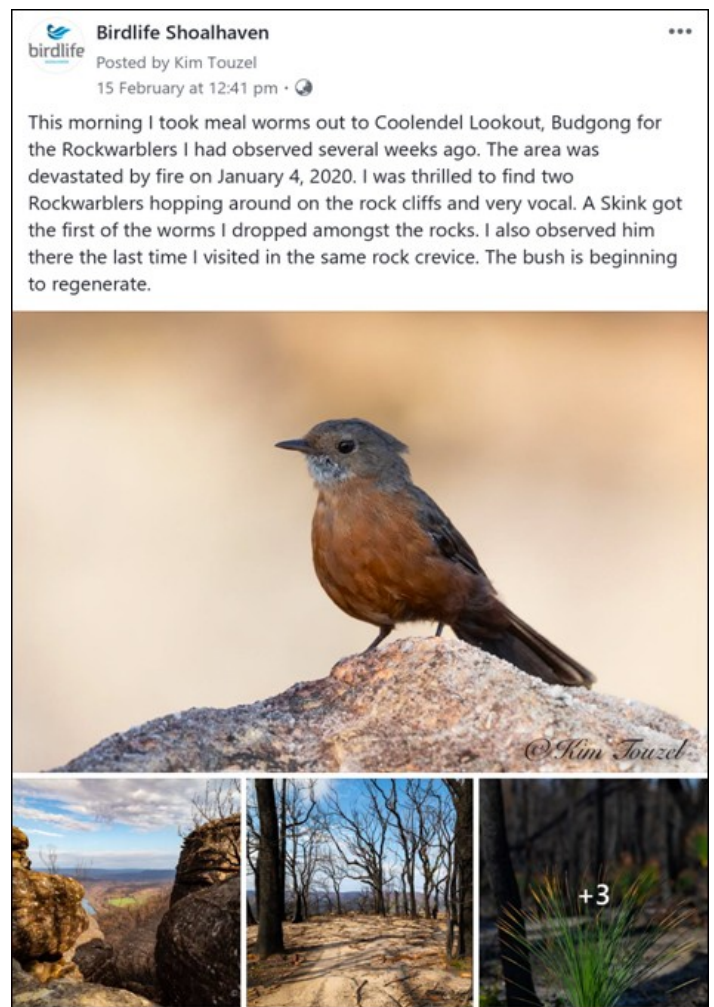 birdlife
Birdlife Shoalhaven
Posted by Kim Touzel
15 February at 12:41 pm ·
This morning I took meal worms out to Coolendel Lookout, Budgong for
the Rockwarblers I had observed several weeks ago. The area was
devastated by fire on January 4, 2020. I was thrilled to find two
Rockwarblers hopping around on the rock cliffs and very vocal. A Skink got
the first of the worms I dropped amongst the rocks. I also observed him
there the last time I visited in the same rock crevice. The bush is beginning
to regenerate.
©Kim Touzel
+3